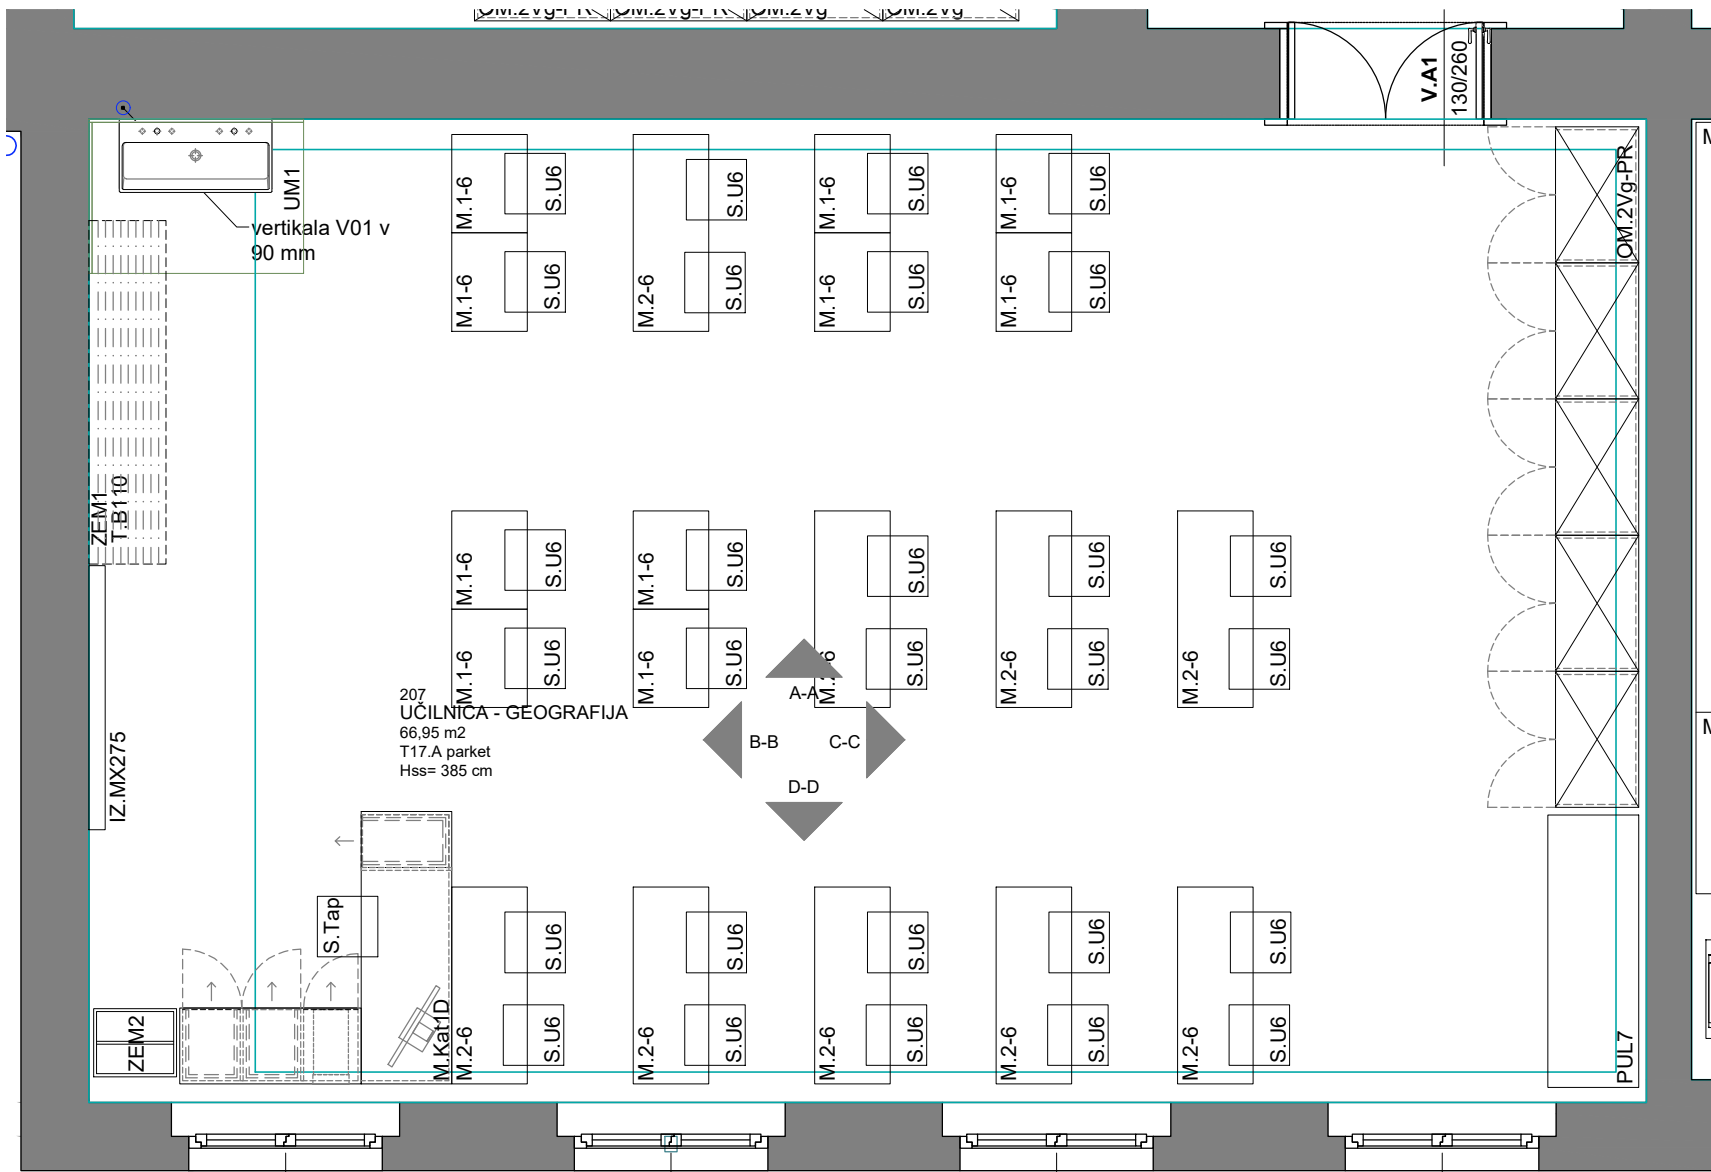 OM.2Vg-PR
OM.2Vg-PR
OM.2Vg
OM.2Vg
V.A1
130/260
UM1
vertikala V01 v
90 mm
M.1-6
S.U6
S.U6
M.1-6
S.U6
M.1-6
S.U6
OM.2Vg-PR
M.1-6
S.U6
M.2-6
S.U6
M.1-6
S.U6
M.1-6
S.U6
ZEM1
T.B110
M.1-6
S.U6
M.1-6
S.U6
S.U6
S.U6
S.U6
M.1-6
S.U6
M.1-6
S.U6
M.2-6
S.U6
M.2-6
S.U6
M.2-6
S.U6
207
UČILNICA - GEOGRAFIJA
66,95 m2
T17.A parket
Hss= 385 cm
A-A
B-B
C-C
D-D
IZ.MX275
S.Tap
S.U6
S.U6
S.U6
S.U6
S.U6
ZEM2
M.Kat1D
M.2-6
S.U6
M.2-6
S.U6
M.2-6
S.U6
M.2-6
S.U6
M.2-6
S.U6
PUL7
M
M